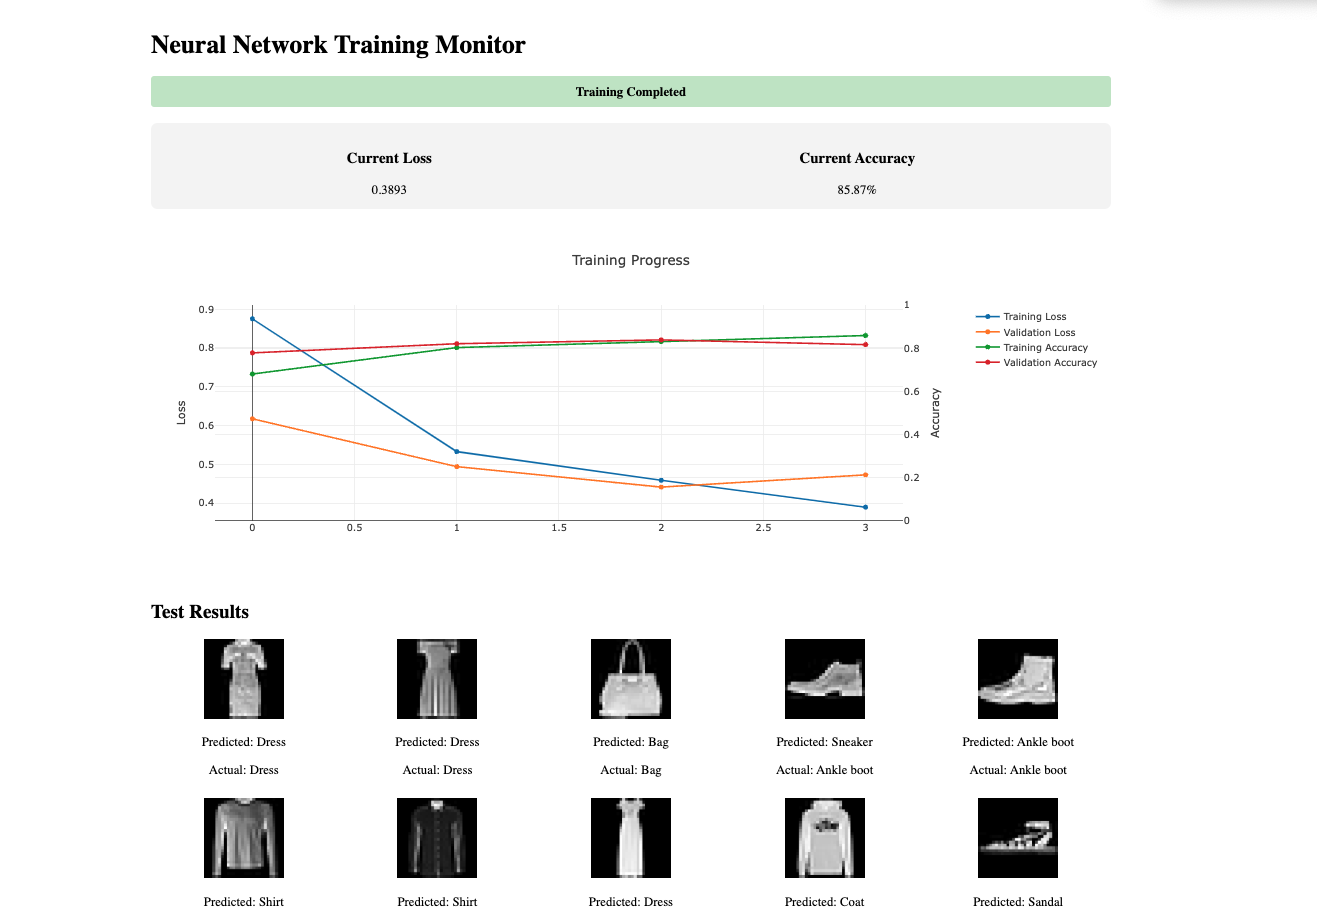 Neural Network Training Monitor
Training Completed
Current Loss
Current Accuracy
0.3893
85.87%
Training Progress
0.9
0.8
0.7
0.6
0.5
0.4
Loss
1
0.8
0.6
0.4
0.2
0
Accuracy
0
0.5
1
1.5
2
2.5
3
Training Loss
Validation Loss
Training Accuracy
Validation Accuracy
Test Results
Predicted: Dress
Actual: Dress
Predicted: Dress
Actual: Dress
Predicted: Bag
Actual: Bag
Predicted: Sneaker
Actual: Ankle boot
Predicted: Ankle boot
Actual: Ankle boot
Predicted: Shirt
Predicted: Shirt
Predicted: Dress
Predicted: Coat
Predicted: Sandal